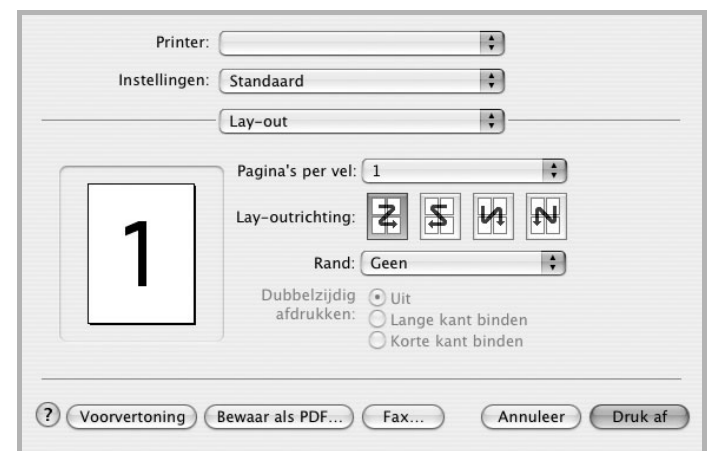 Printer:
Instellingen: Standaard
Lay-out
Pagina's per vel: 1
1
Lay-outrichting:
Rand: Geen
Dubbelzijdig afdrukken:
Uit
Lange kant binden
Korte kant binden
? Voorvertoning Bewaar als PDF... Fax... Annuleer Druk af